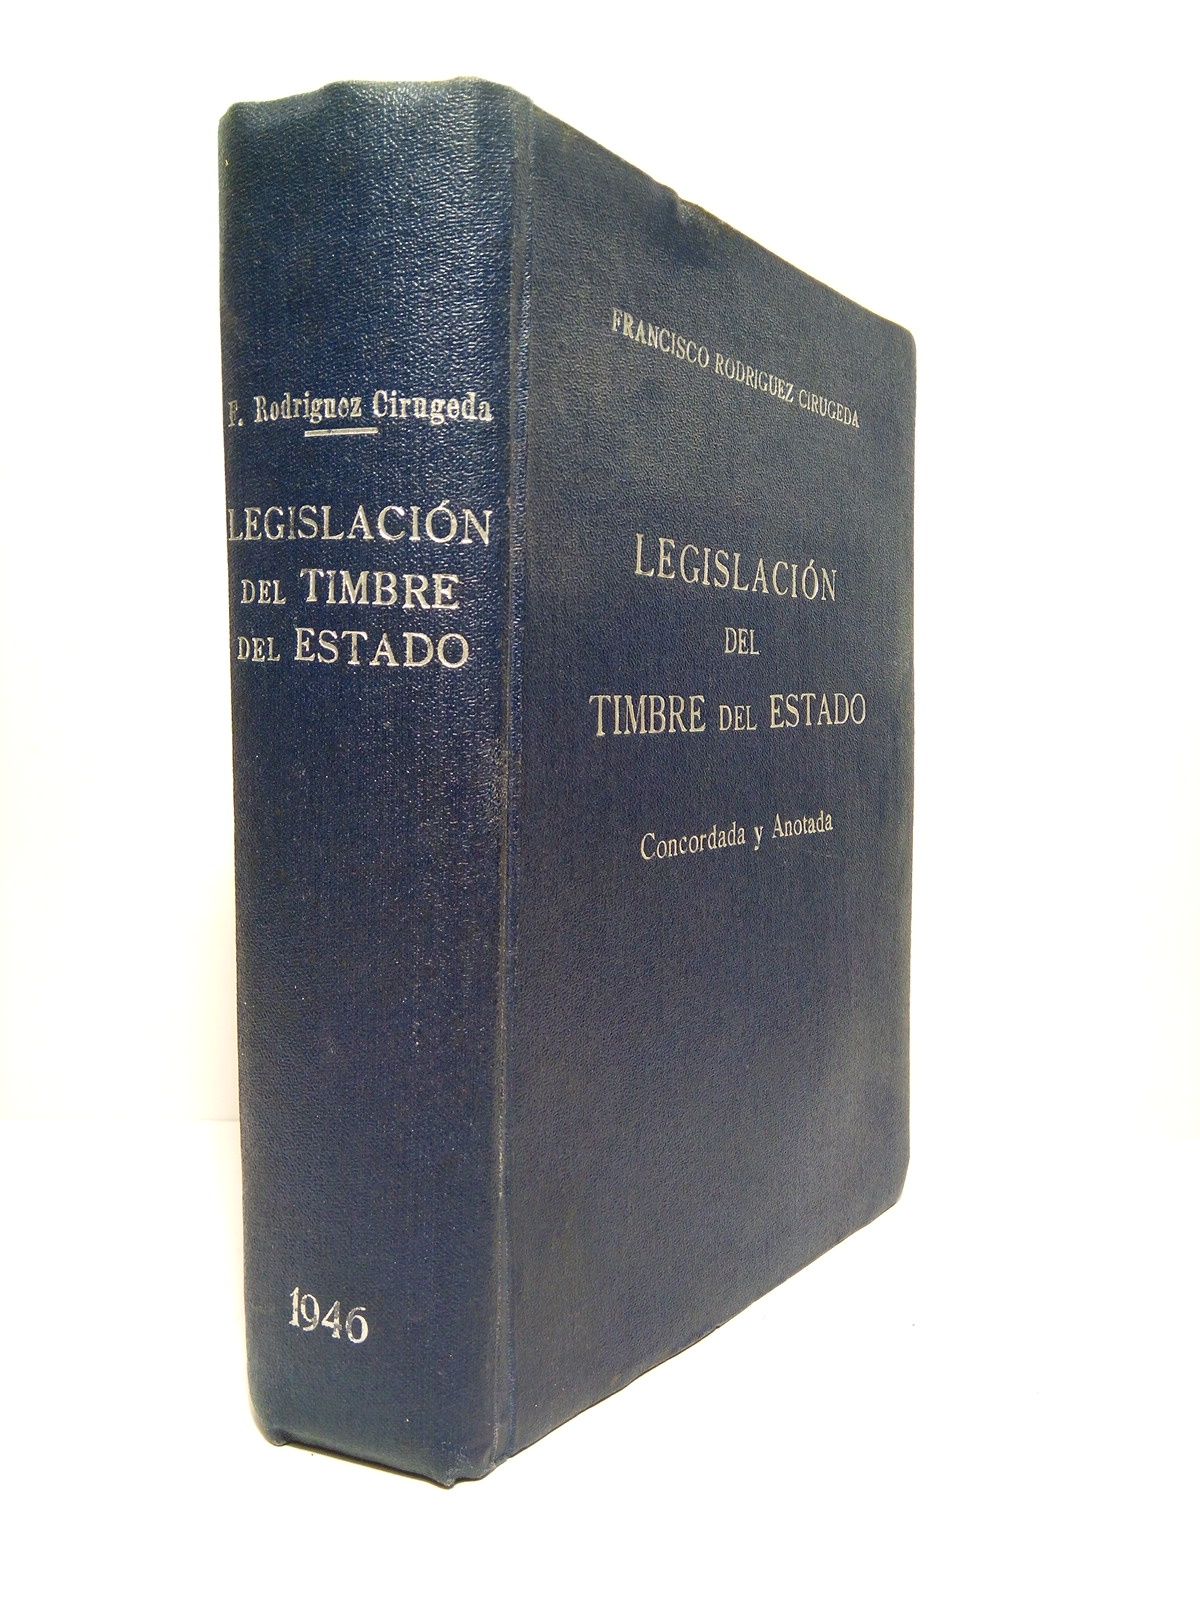 F. Rodriguez Cirugeda
LEGISLACIÓN
DEL TIMBRE
DEL ESTADO
1946
FRANCISCO RODRIGUEZ CIRUGEDA
LEGISLACIÓN
DEL
TIMBRE DEL ESTADO
Concordada y Anotada